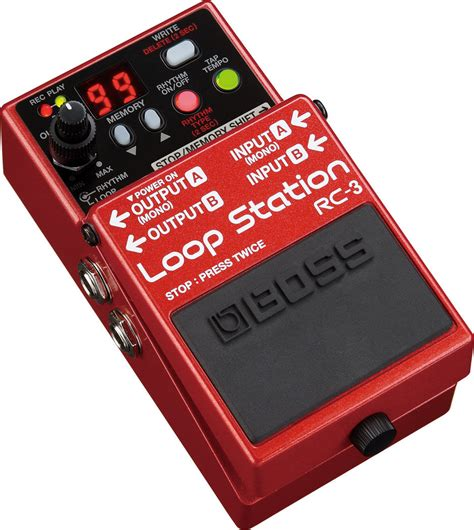 WRITE
DELETE (2 SEC)
REC PLAY
99
RHYTHM
ON/OFF
TAP
TEMPO
MEMORY
RHYTHM
TYPE
(2 SEC)
MIN
MAX
RHYTHM
LOOP
STOP/MEMORY SHIFT
▼ POWER ON
OUTPUT A
(MONO)
OUTPUT B
INPUT A
(MONO)
INPUT B
Loop Station
RC-3
STOP : PRESS TWICE
BOSS